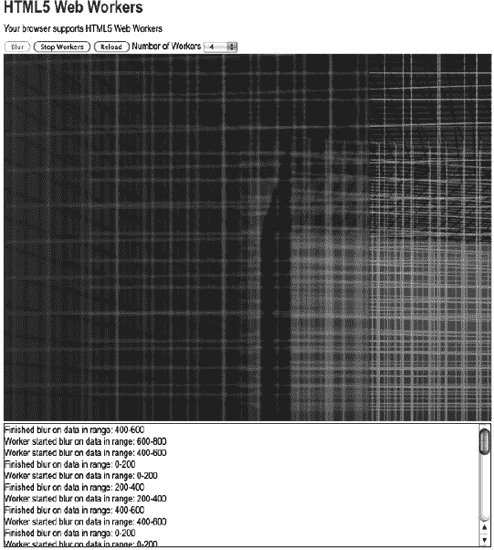 HTML5 Web Workers
Your browser supports HTML5 Web Workers
Blur Stop Workers Reload Number of Workers 4
Finished blur on data in range: 400-600
Worker started blur on data in range: 600-800
Worker started blur on data in range: 400-600
Finished blur on data in range: 0-200
Worker started blur on data in range: 0-200
Finished blur on data in range: 200-400
Worker started blur on data in range: 200-400
Finished blur on data in range: 400-600
Worker started blur on data in range: 400-600
Finished blur on data in range: 0-200
Worker started blur on data in range: 0-200